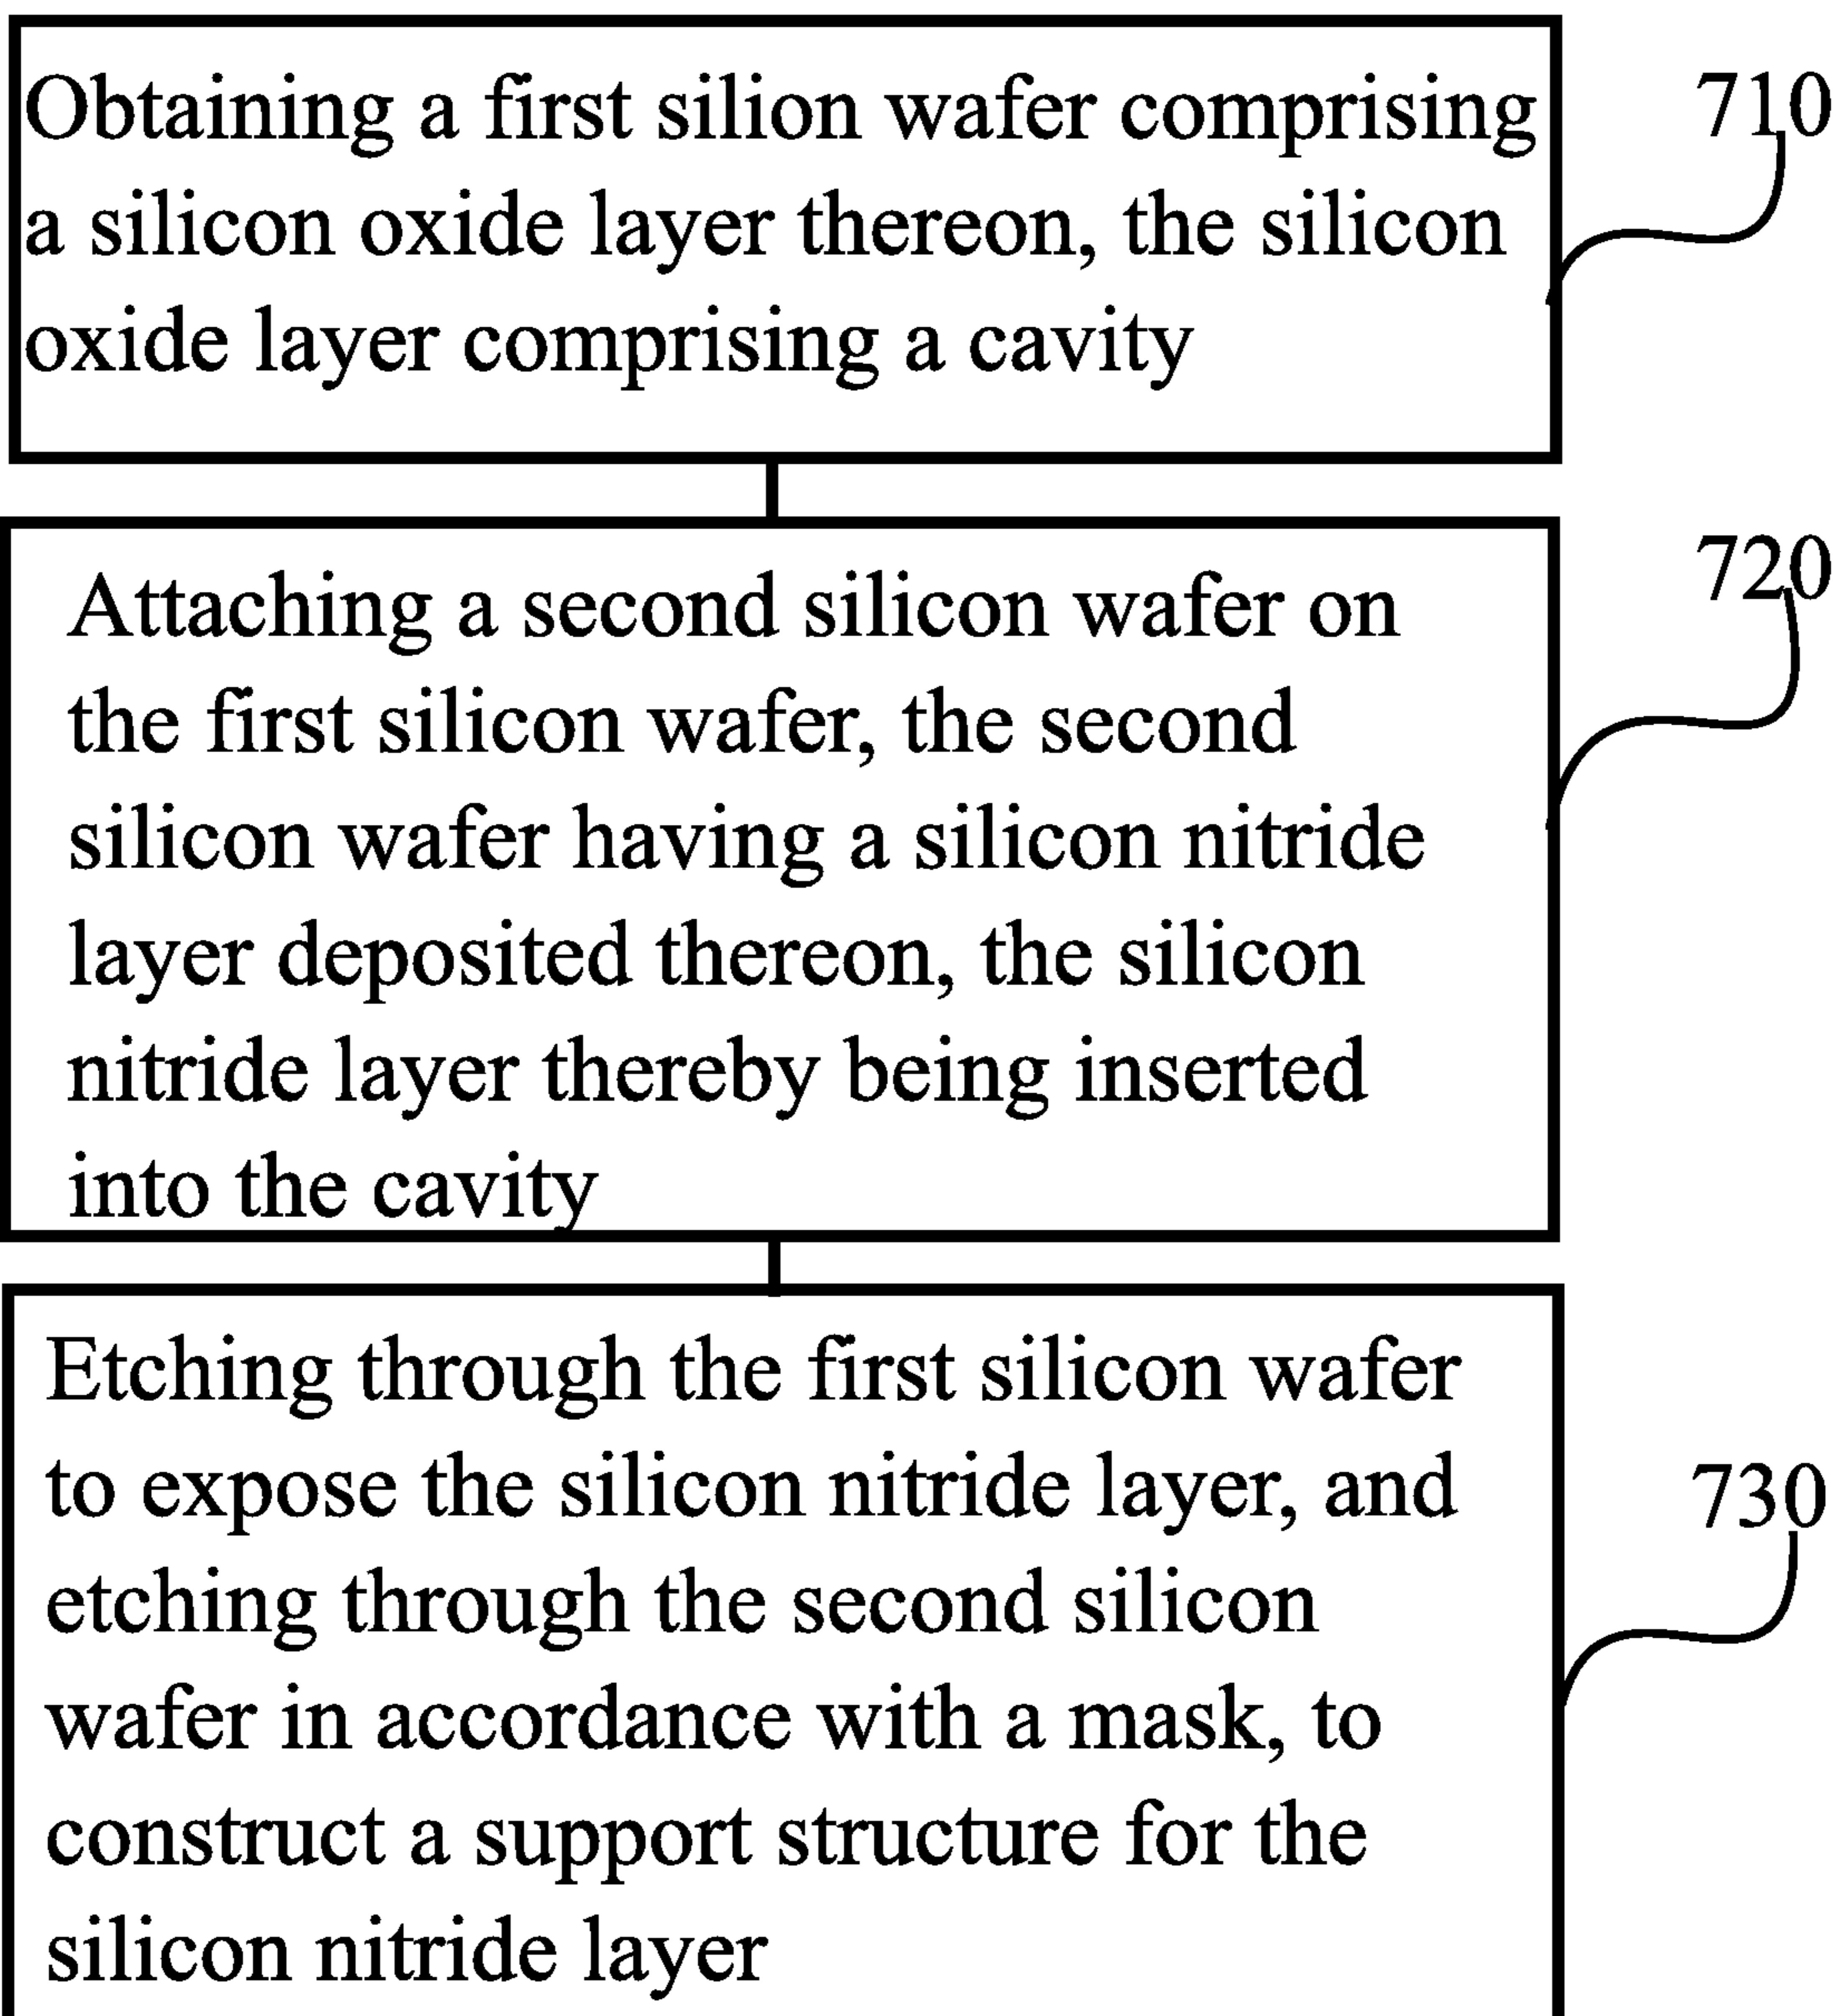 Obtaining a first silion wafer comprising
a silicon oxide layer thereon, the silicon
oxide layer comprising a cavity
710
Attaching a second silicon wafer on
the first silicon wafer, the second
silicon wafer having a silicon nitride
layer deposited thereon, the silicon
nitride layer thereby being inserted
into the cavity
720
Etching through the first silicon wafer
to expose the silicon nitride layer, and
etching through the second silicon
wafer in accordance with a mask, to
construct a support structure for the
silicon nitride layer
730